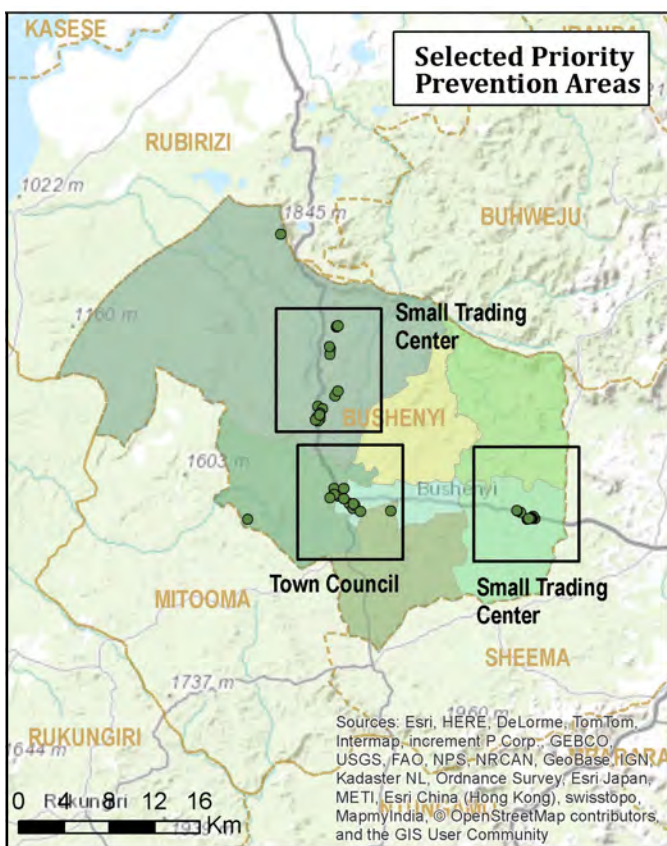 KASESE
Selected Priority
Prevention Areas
RUBIRIZI
1022 m
1845 m
BUHWEJU
1160 m
Small Trading
Center
BUSHENYI
1603 m
Bushenyi
Town Council
Small Trading
Center
MITOOMA
SHEEMA
1737 m
1960 m
RUKUNGIRI
1644 m
Sources: Esri, HERE, DeLorme, TomTom,
Intermap, increment P Corp., GEBCO,
USGS, FAO, NPS, NRCAN, GeoBase, IGN,
Kadaster NL, Ordnance Survey, Esri Japan,
METI, Esri China (Hong Kong), swisstopo,
MapmyIndia, © OpenStreetMap contributors,
and the GIS User Community
Rukungiri
0 4 8 12 16
Km